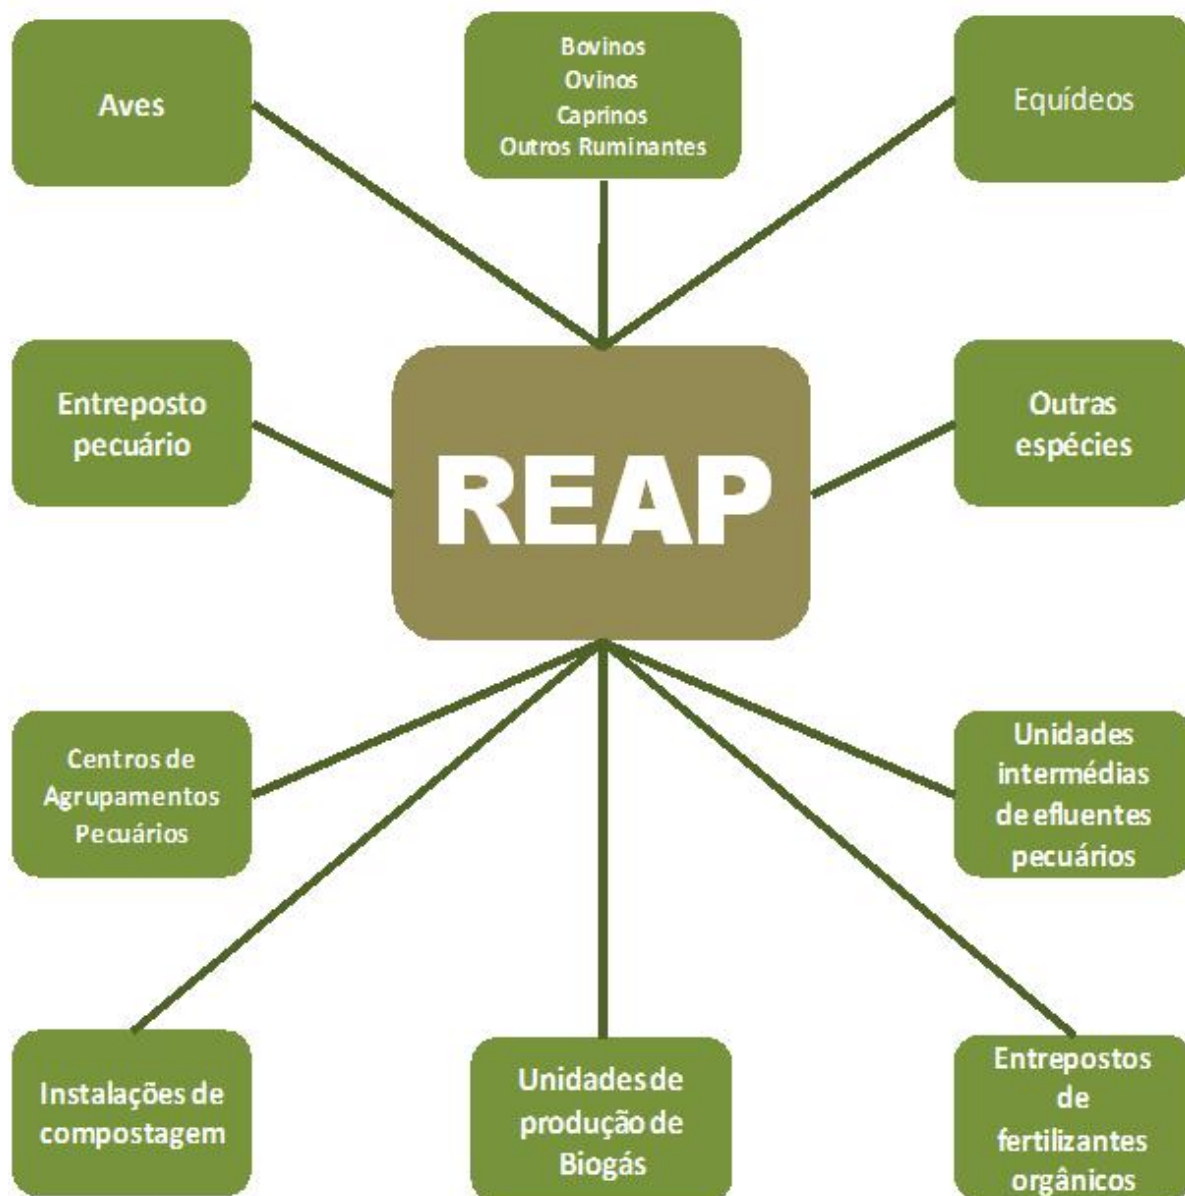 Aves
Bovinos
Ovinos
Caprinos
Outros Ruminantes
Equídeos
Entreposto
pecuário
REAP
Outras
espécies
Centros de
Agrupamentos
Pecuários
Unidades
intermédias
de efluentes
pecuários
Instalações de
compostagem
Unidades de
produção de
Biogás
Entrepostos
de
fertilizantes
orgânicos